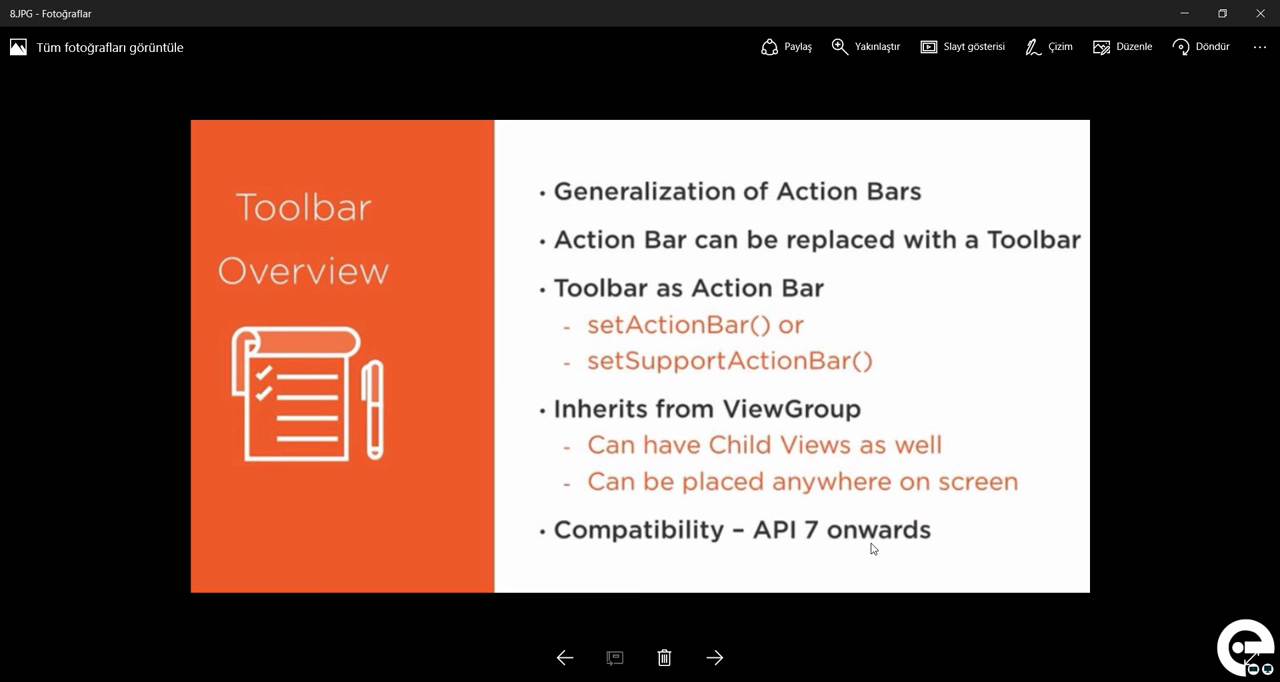 8.JPG - Fotoğraflar
Tüm fotoğrafları görüntüle
Paylaş
Yakınlaştır
Slayt gösterisi
Çizim
Düzenle
Döndür
Toolbar
Overview
• Generalization of Action Bars
• Action Bar can be replaced with a Toolbar
• Toolbar as Action Bar
- setActionBar() or
- setSupportActionBar()
• Inherits from ViewGroup
- Can have Child Views as well
- Can be placed anywhere on screen
• Compatibility – API 7 onwards